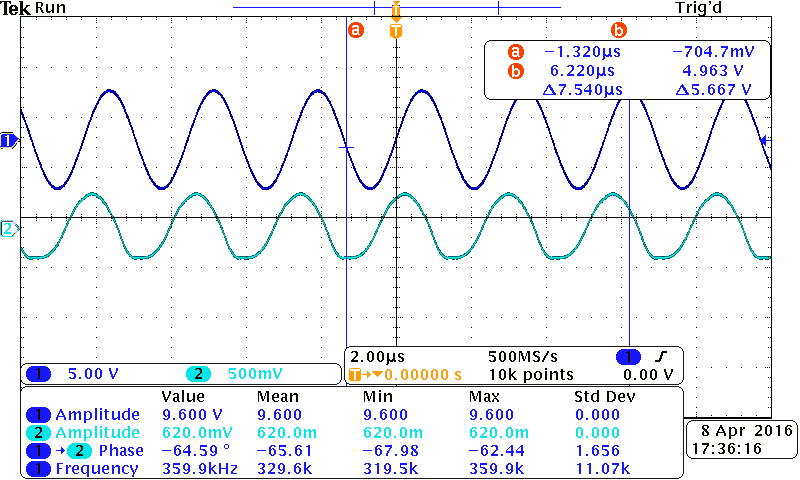 Tek Run Trig'd
a T b
a −1.320µs −704.7mV
b 6.220µs 4.963 V
Δ7.540µs Δ5.667 V
1
2
1 5.00 V 2 500mV
2.00µs 500MS/s 1
T→▼0.00000 s 10k points 0.00 V
Value Mean Min Max Std Dev
1 Amplitude 9.600 V 9.600 9.600 9.600 0.000
2 Amplitude 620.0mV 620.0m 620.0m 620.0m 0.000
1 → 2 Phase −64.59 ° −65.61 −67.98 −62.44 1.656
1 Frequency 359.9kHz 329.6k 319.5k 359.9k 11.07k
8 Apr 2016
17:36:16